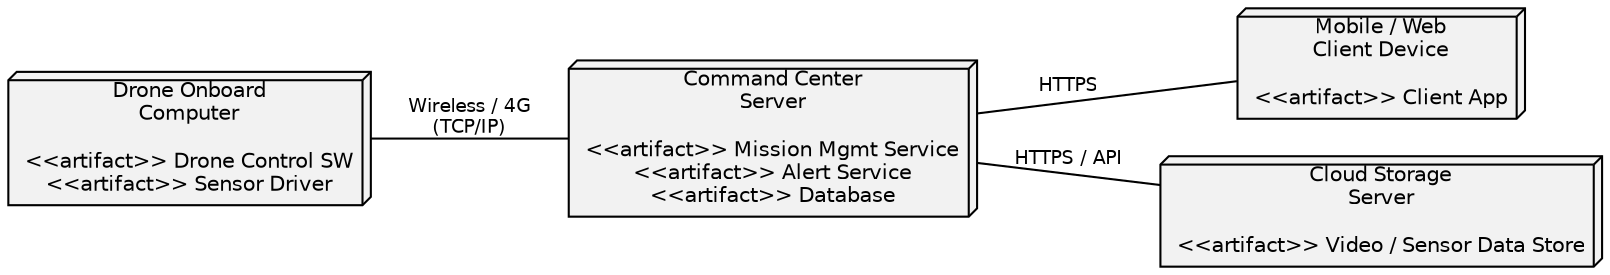 Drone Onboard
Computer
<<artifact>> Drone Control SW
<<artifact>> Sensor Driver
Wireless / 4G
(TCP/IP)
Command Center
Server
<<artifact>> Mission Mgmt Service
<<artifact>> Alert Service
<<artifact>> Database
HTTPS
Mobile / Web
Client Device
<<artifact>> Client App
HTTPS / API
Cloud Storage
Server
<<artifact>> Video / Sensor Data Store